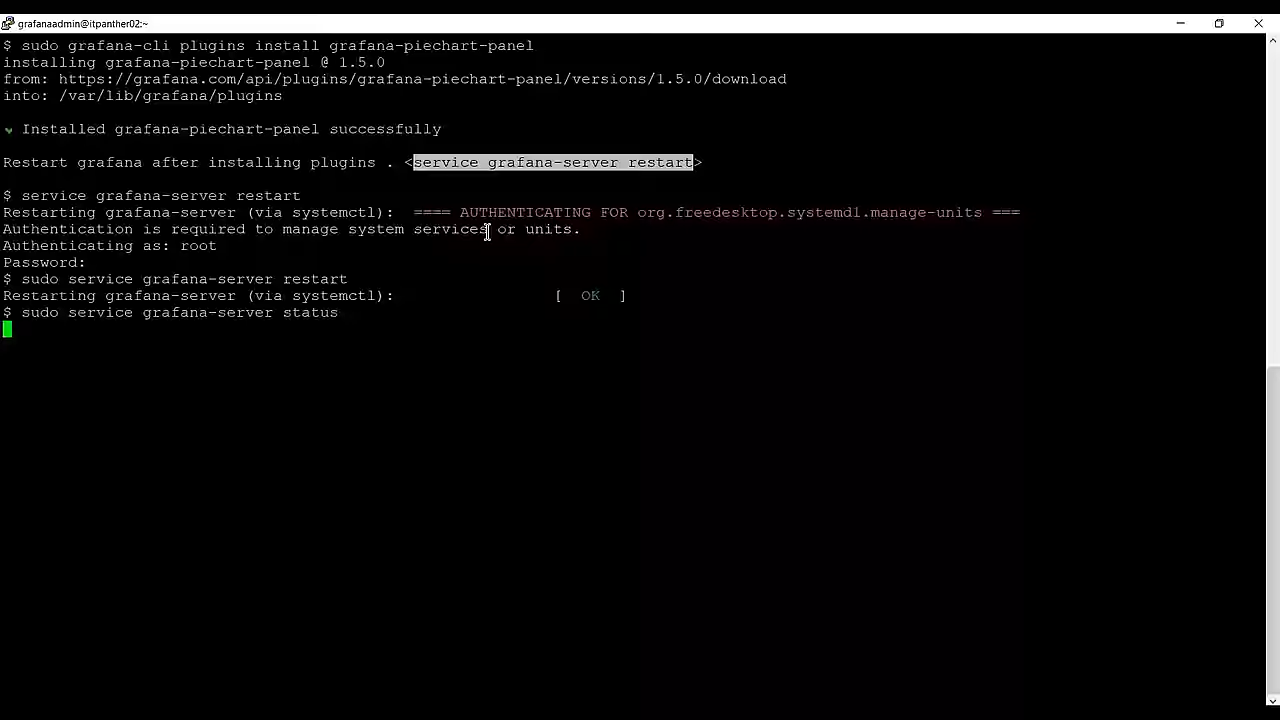 grafanaadmin@itpanther02:~
$ sudo grafana-cli plugins install grafana-piechart-panel
installing grafana-piechart-panel @ 1.5.0
from: https://grafana.com/api/plugins/grafana-piechart-panel/versions/1.5.0/download
into: /var/lib/grafana/plugins
Installed grafana-piechart-panel successfully
Restart grafana after installing plugins . <service grafana-server restart>
$ service grafana-server restart
Restarting grafana-server (via systemctl):  ==== AUTHENTICATING FOR org.freedesktop.systemd1.manage-units ===
Authentication is required to manage system services or units.
Authenticating as: root
Password:
$ sudo service grafana-server restart
Restarting grafana-server (via systemctl):                 [  OK  ]
$ sudo service grafana-server status